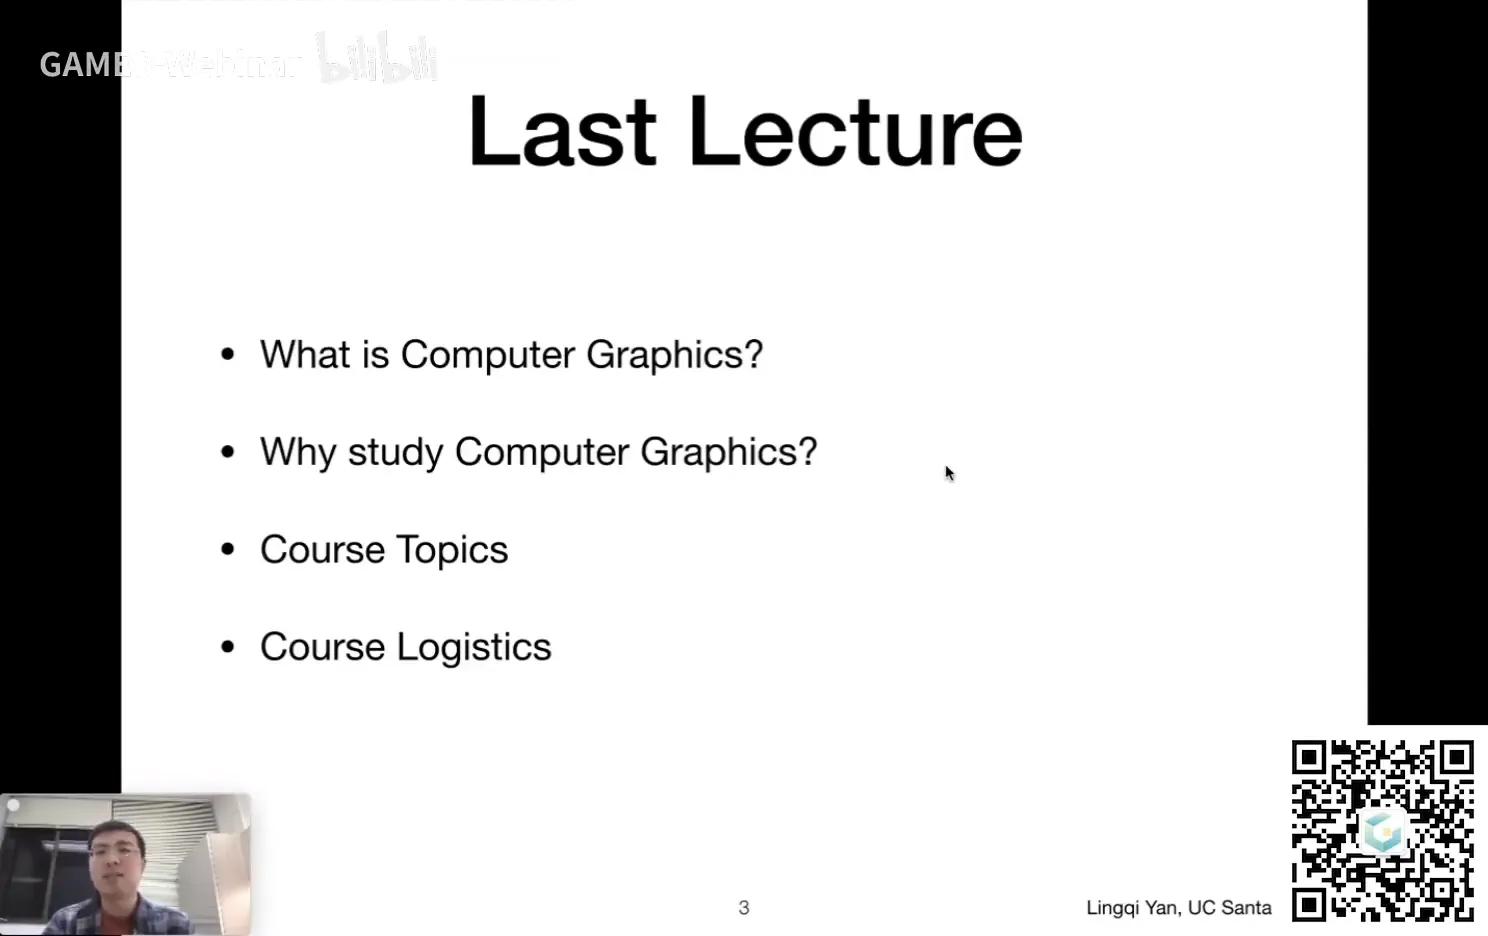 GAMES-Webinar bilibili
Last Lecture
• What is Computer Graphics?
• Why study Computer Graphics?
• Course Topics
• Course Logistics
3
Lingqi Yan, UC Santa